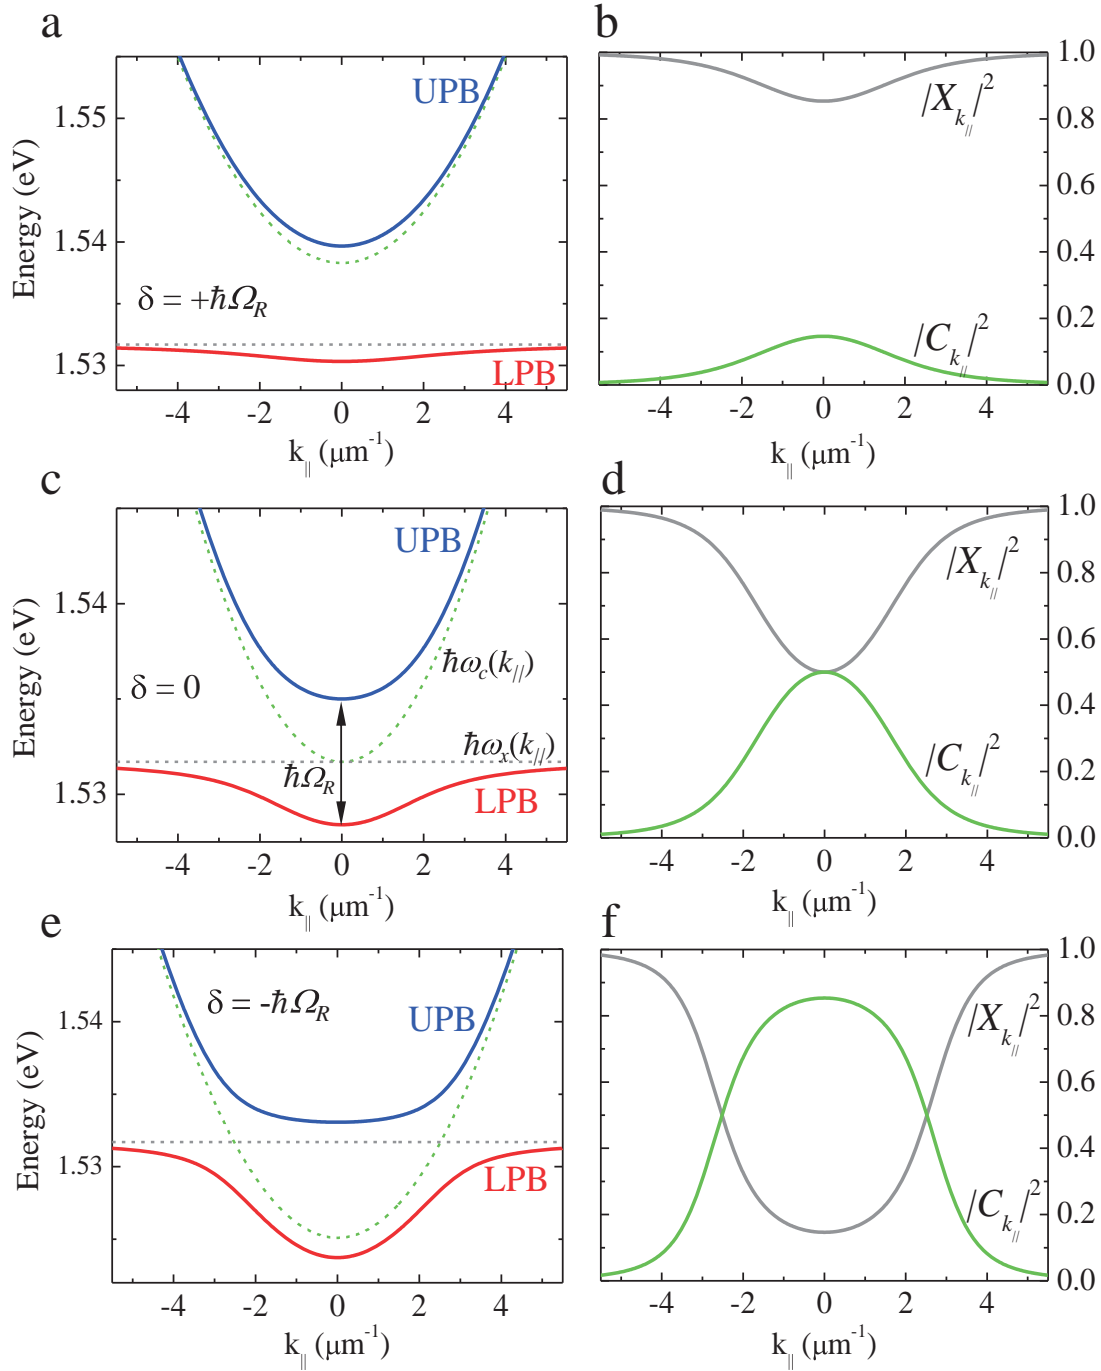 a
UPB
1.55
1.54
1.53
Energy (eV)
δ = +ħΩ_R
LPB
-4 -2 0 2 4
k_|| (μm⁻¹)
b
1.0
|X_{k_//}|²
0.8
0.6
0.4
|C_{k_//}|²
0.2
0.0
-4 -2 0 2 4
k_|| (μm⁻¹)
c
UPB
1.54
1.53
Energy (eV)
ħω_c(k_//)
δ = 0
ħω_x(k_//)
ħΩ_R
LPB
-4 -2 0 2 4
k_|| (μm⁻¹)
d
1.0
|X_{k_//}|²
0.8
0.6
0.4
|C_{k_//}|²
0.2
0.0
-4 -2 0 2 4
k_|| (μm⁻¹)
e
δ = -ħΩ_R
UPB
1.54
1.53
Energy (eV)
LPB
-4 -2 0 2 4
k_|| (μm⁻¹)
f
1.0
0.8
|X_{k_//}|²
0.6
0.4
|C_{k_//}|²
0.2
0.0
-4 -2 0 2 4
k_|| (μm⁻¹)